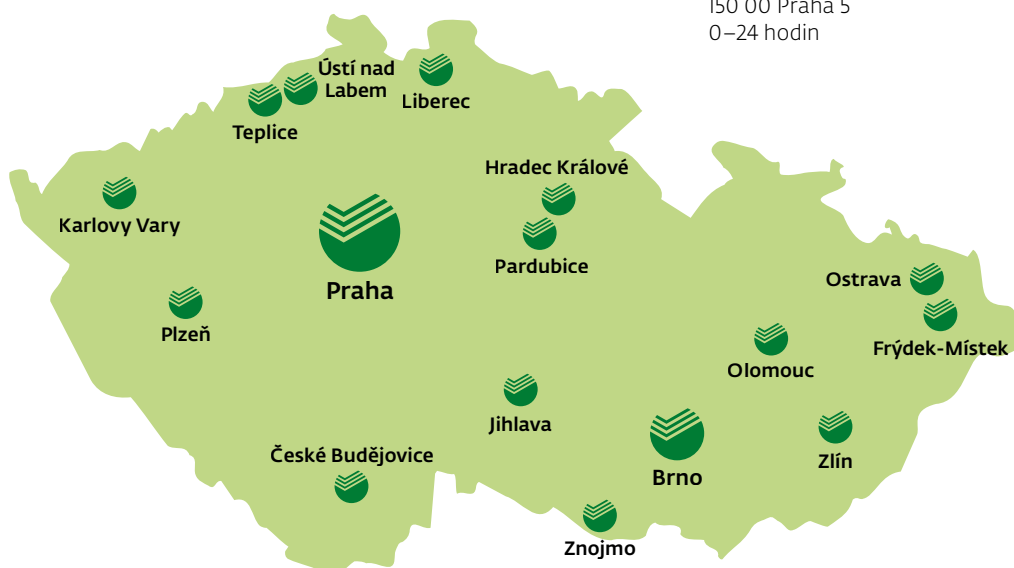 150 00 Praha 5
0–24 hodin
Ústí nad
Labem
Liberec
Teplice
Hradec Králové
Karlovy Vary
Pardubice
Praha
Ostrava
Plzeň
Frýdek-Místek
Olomouc
Jihlava
České Budějovice
Zlín
Brno
Znojmo